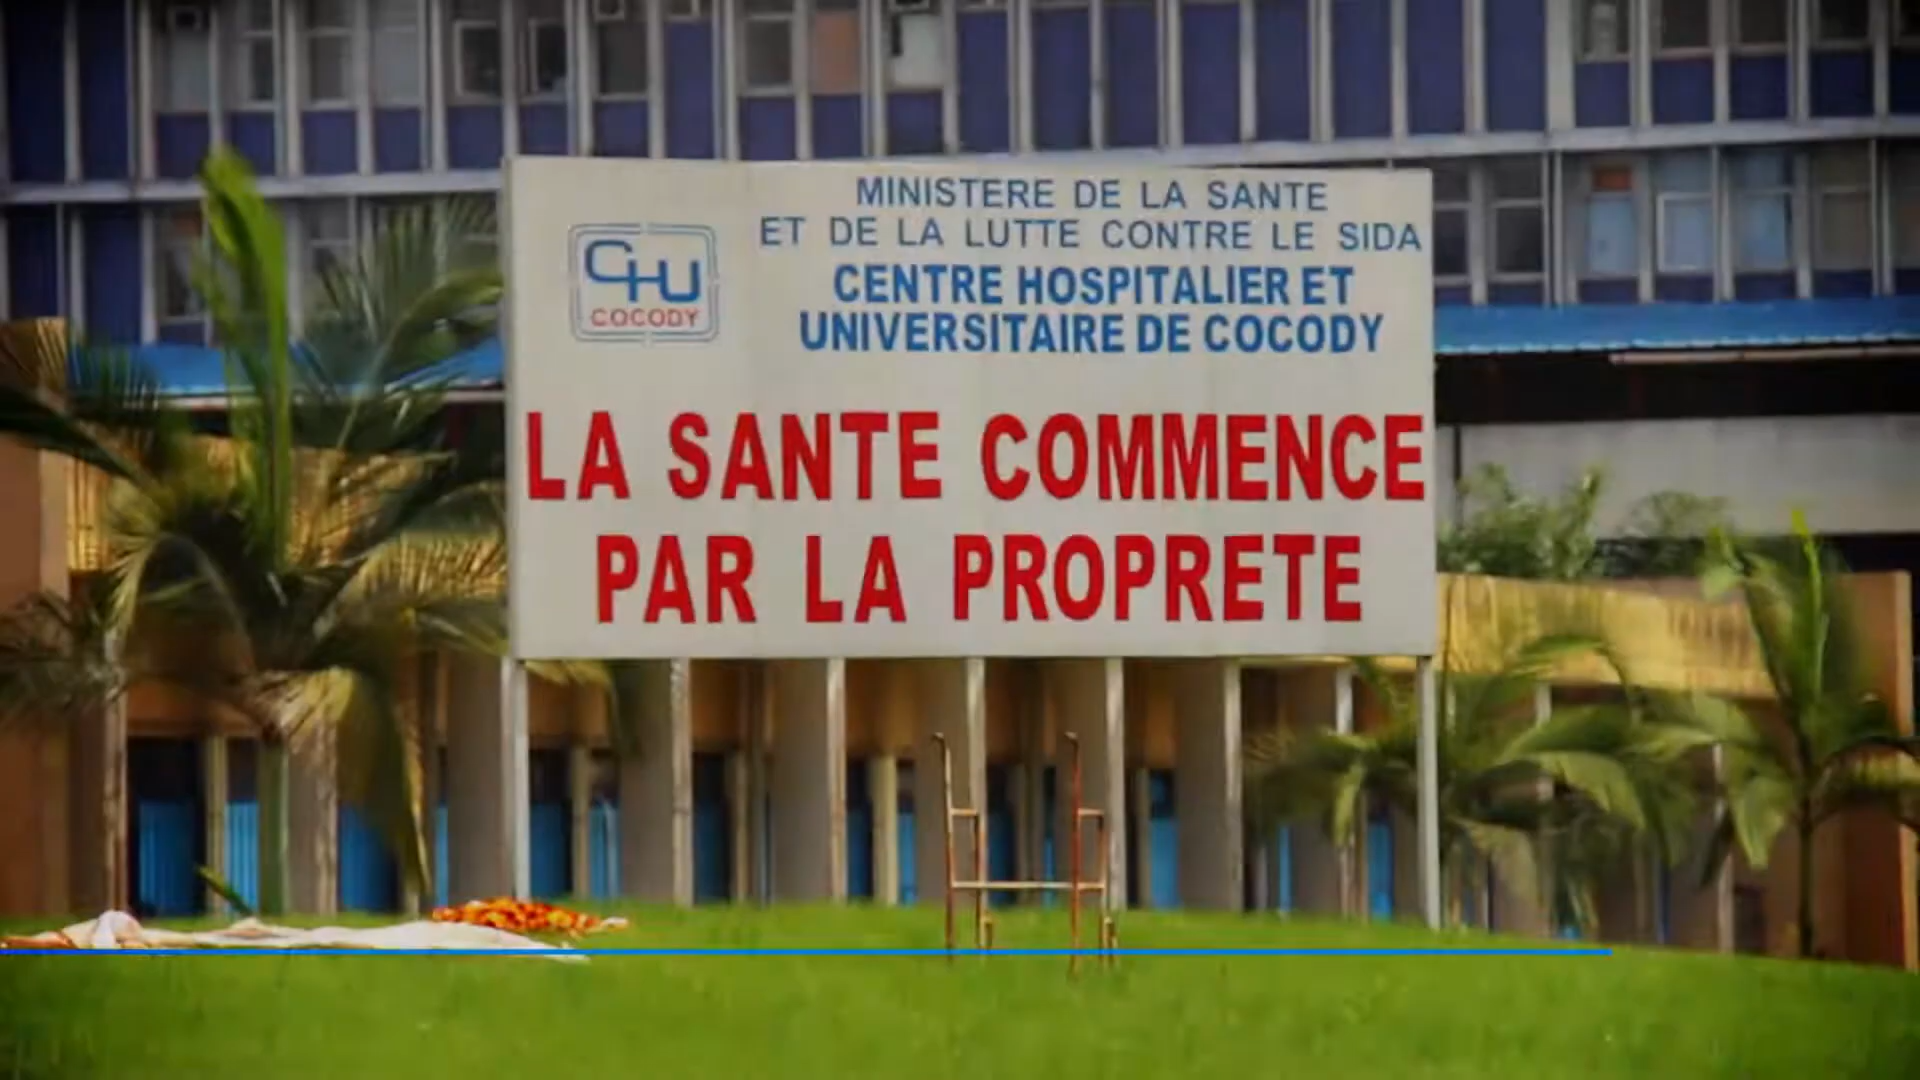 MINISTERE DE LA SANTE
ET DE LA LUTTE CONTRE LE SIDA
CHU
COCODY
CENTRE HOSPITALIER ET
UNIVERSITAIRE DE COCODY
LA SANTE COMMENCE
PAR LA PROPRETE